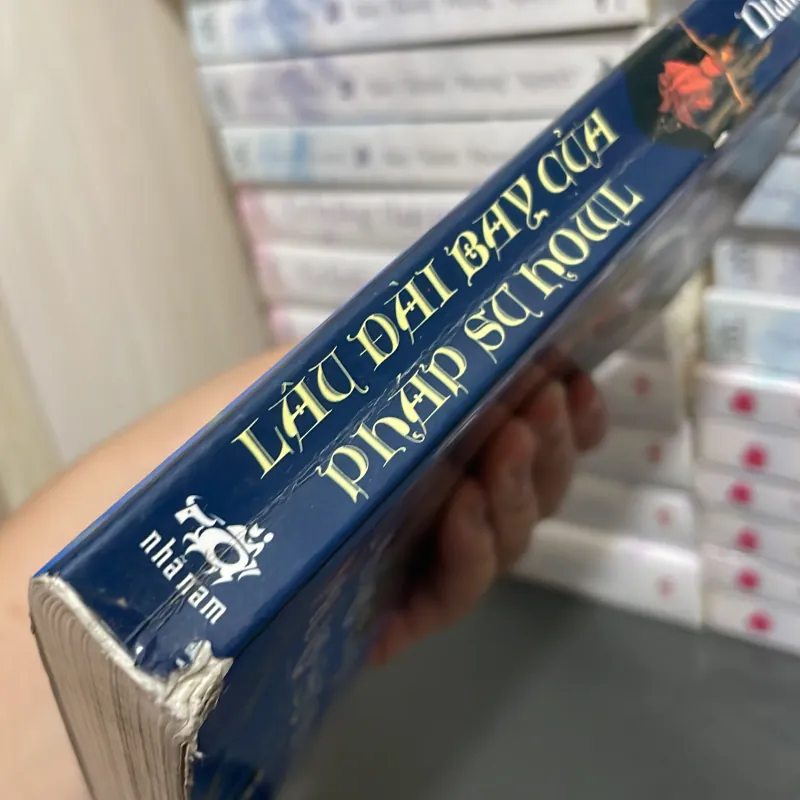 LÂU ĐÀI BAY CỦA
PHÁP SƯ HOWL
nhã nam